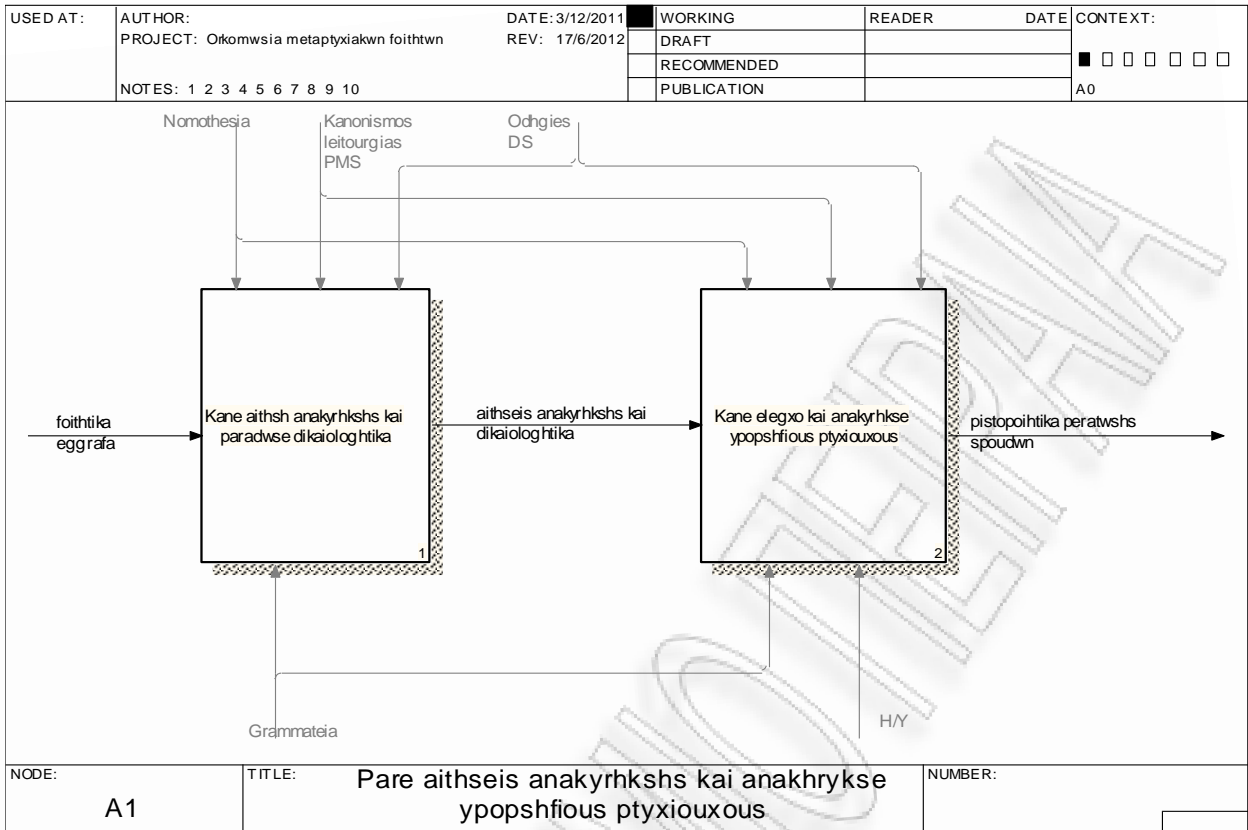 USED AT:
AUTHOR:
DATE: 3/12/2011
PROJECT: Orkomwsia metaptyxiakwn foithtwn
REV: 17/6/2012
NOTES: 1 2 3 4 5 6 7 8 9 10
WORKING
DRAFT
RECOMMENDED
PUBLICATION
READER
DATE
CONTEXT:
A0
Nomothesia
Kanonismos
leitourgias
PMS
Odhgies
DS
foithtika
eggrafa
Kane aithsh anakyrhkshs kai
paradwse dikaiologhtika
1
aithseis anakyrhkshs kai
dikaiologhtika
Kane elegxo kai anakyrhkse
ypopshfious ptyxiouxous
2
pistopoihtika peratwshs
spoudwn
Grammateia
H/Y
NODE:
A1
TITLE:
Pare aithseis anakyrhkshs kai anakhrykse
ypopshfious ptyxiouxous
NUMBER: